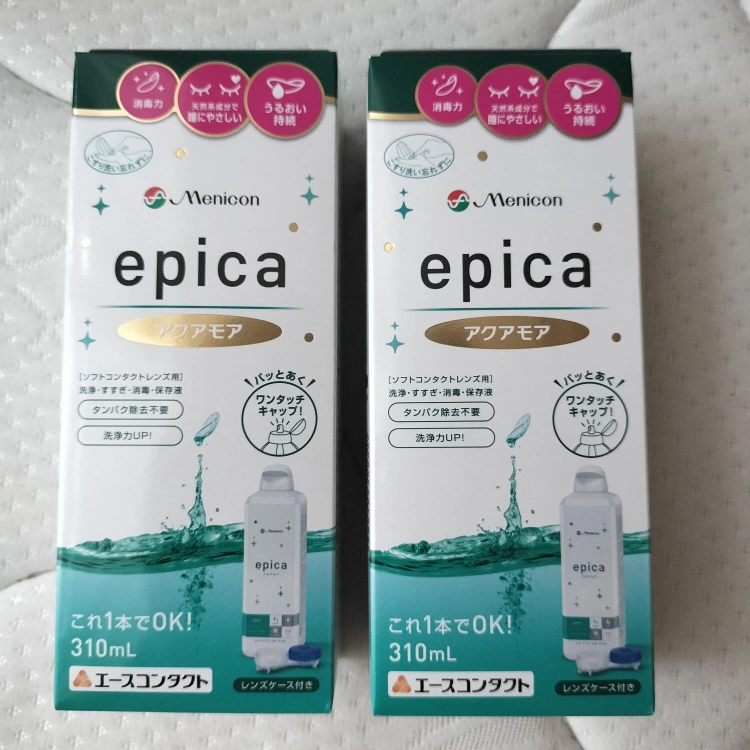 消毒力
天然系成分で
瞳にやさしい
うるおい
持続
こすり洗い忘れずに
Menicon
epica
アクアモア
[ソフトコンタクトレンズ用]
洗浄・すすぎ・消毒・保存液
タンパク除去不要
洗浄力UP!
パッとあく
ワンタッチ
キャップ!
Menicon
epica
これ1本でOK!
310mL
エースコンタクト
レンズケース付き
消毒力
天然系成分で
瞳にやさしい
うるおい
持続
こすり洗い忘れずに
Menicon
epica
アクアモア
[ソフトコンタクトレンズ用]
洗浄・すすぎ・消毒・保存液
タンパク除去不要
洗浄力UP!
パッとあく
ワンタッチ
キャップ!
Menicon
epica
これ1本でOK!
310mL
エースコンタクト
レンズケース付き